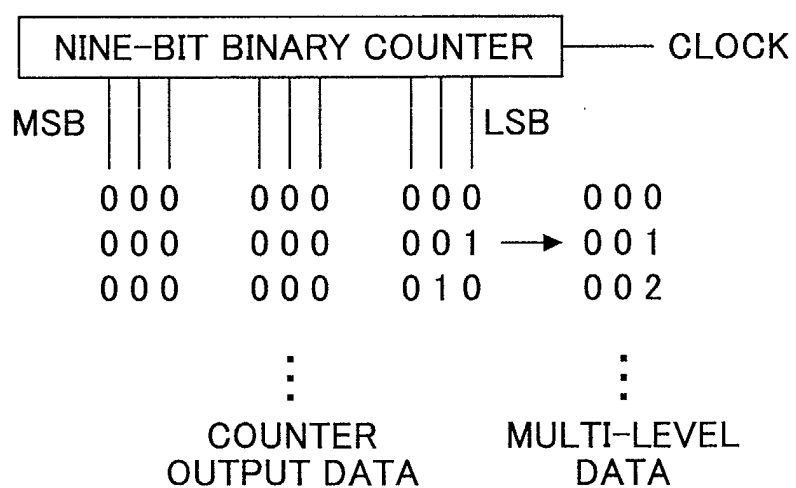 NINE-BIT BINARY COUNTER CLOCK
MSB LSB
000 000 000 000
000 000 001 → 001
000 000 010 002
⋮ ⋮
COUNTER MULTI-LEVEL
OUTPUT DATA DATA